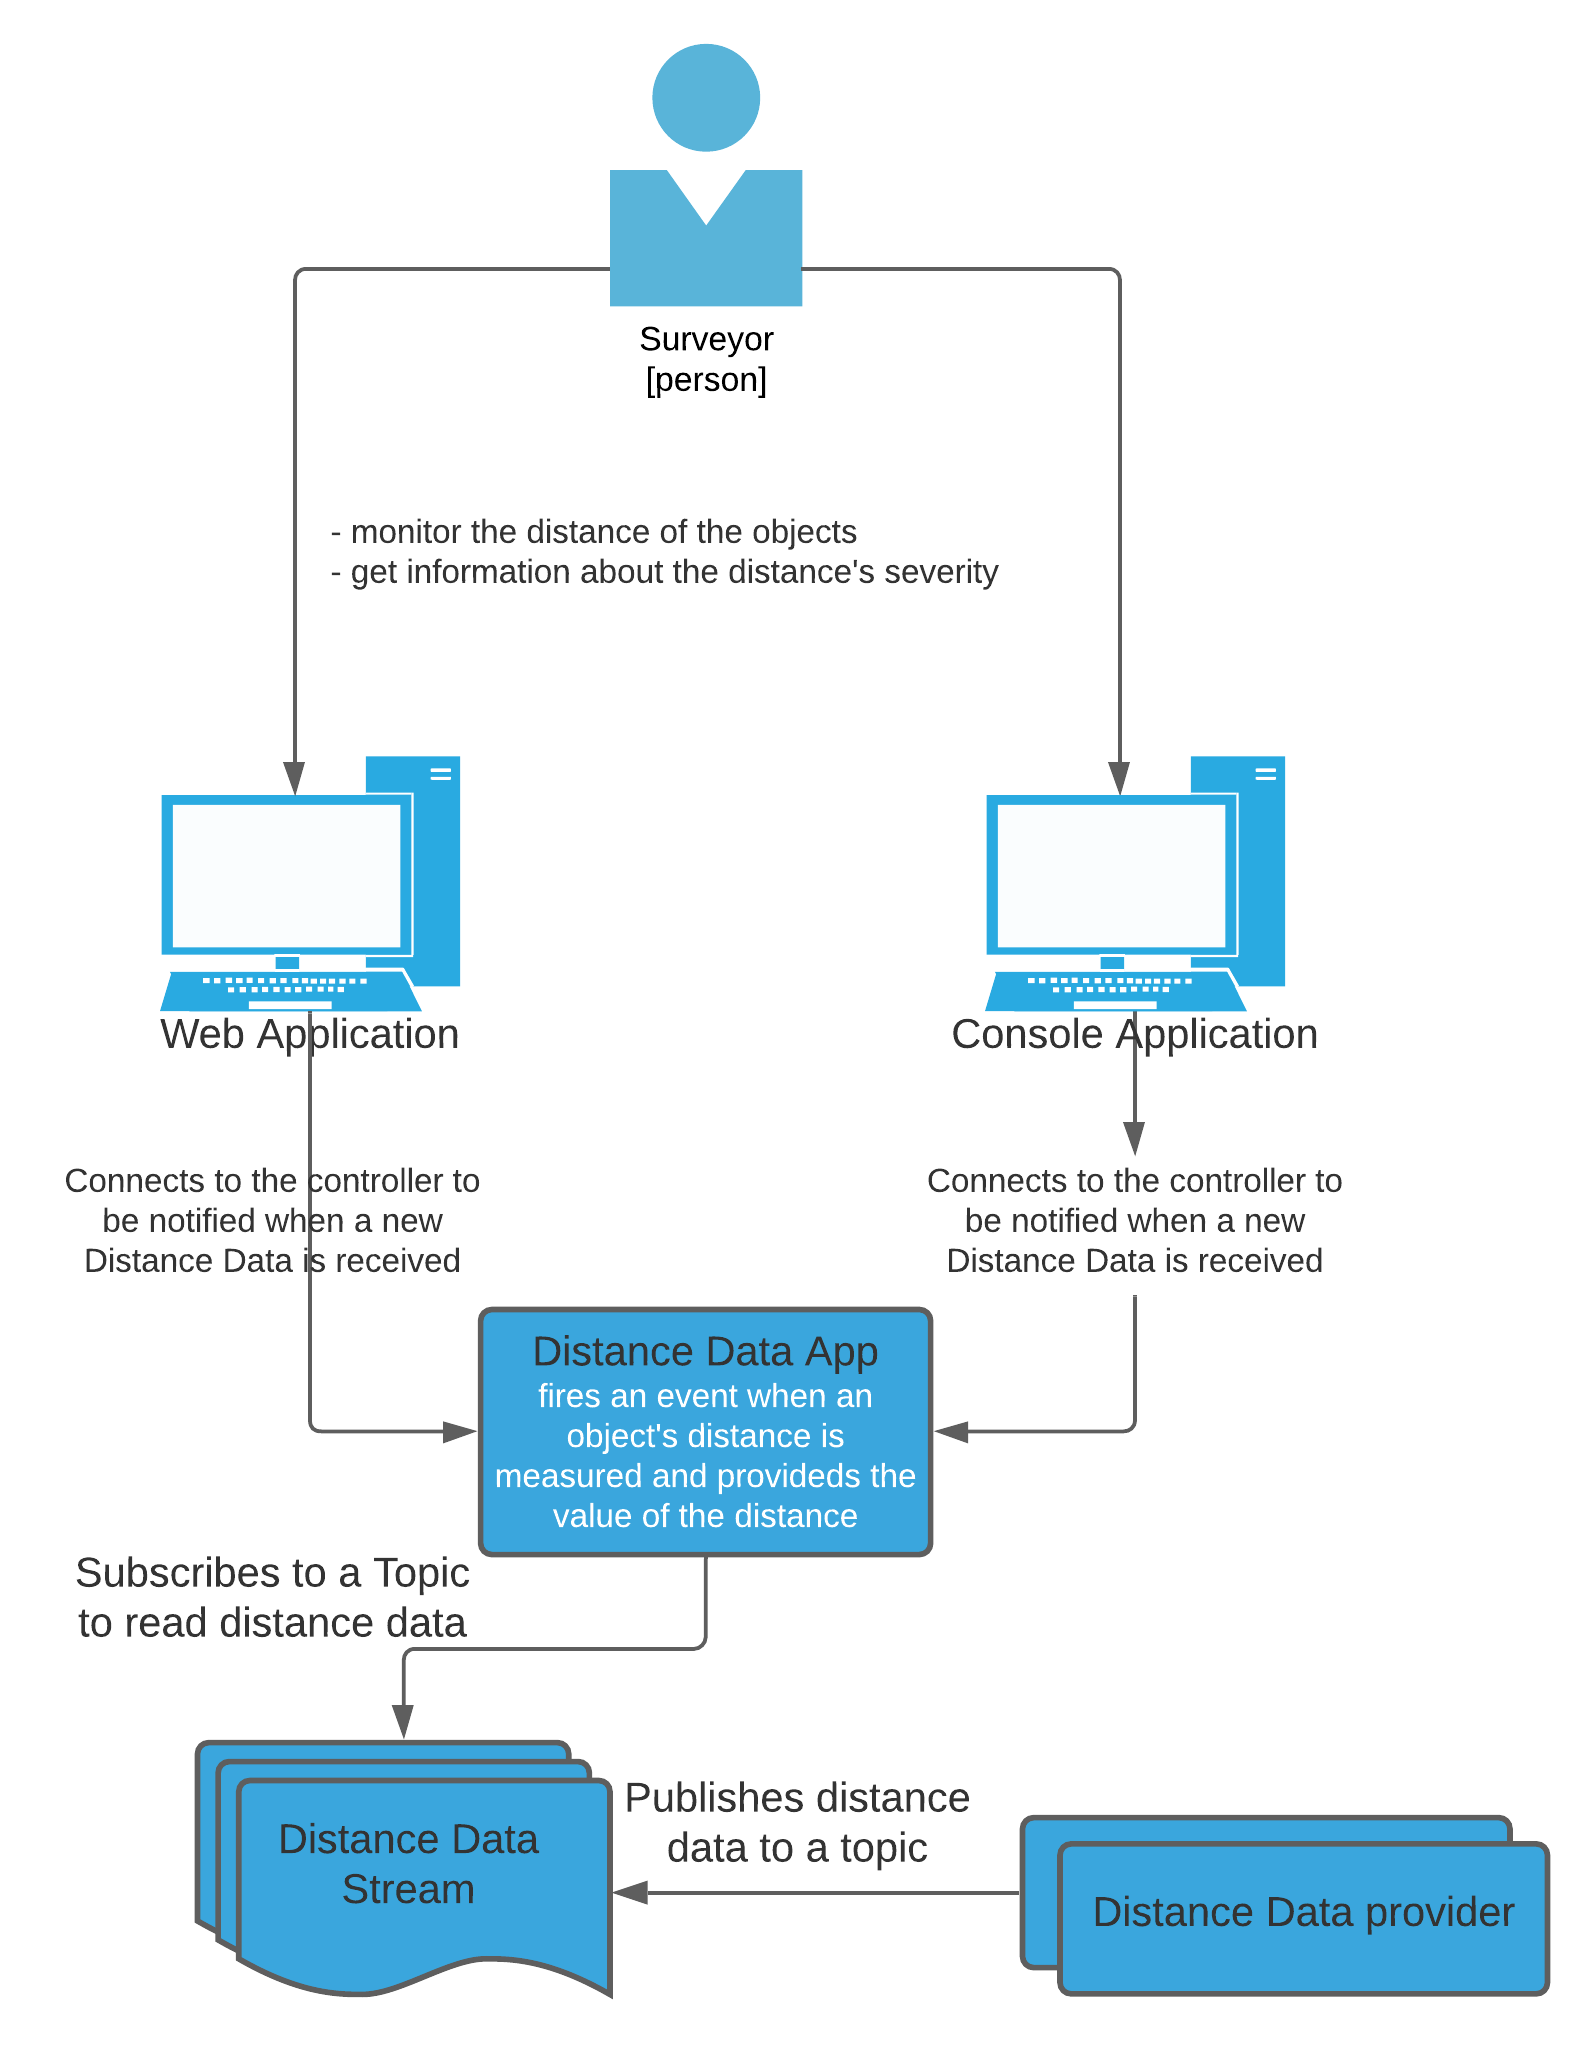 Surveyor
[person]
- monitor the distance of the objects
- get information about the distance's severity
Web Application
Console Application
Connects to the controller to
be notified when a new
Distance Data is received
Connects to the controller to
be notified when a new
Distance Data is received
Distance Data App
fires an event when an
object's distance is
measured and provideds the
value of the distance
Subscribes to a Topic
to read distance data
Distance Data
Stream
Publishes distance
data to a topic
Distance Data provider